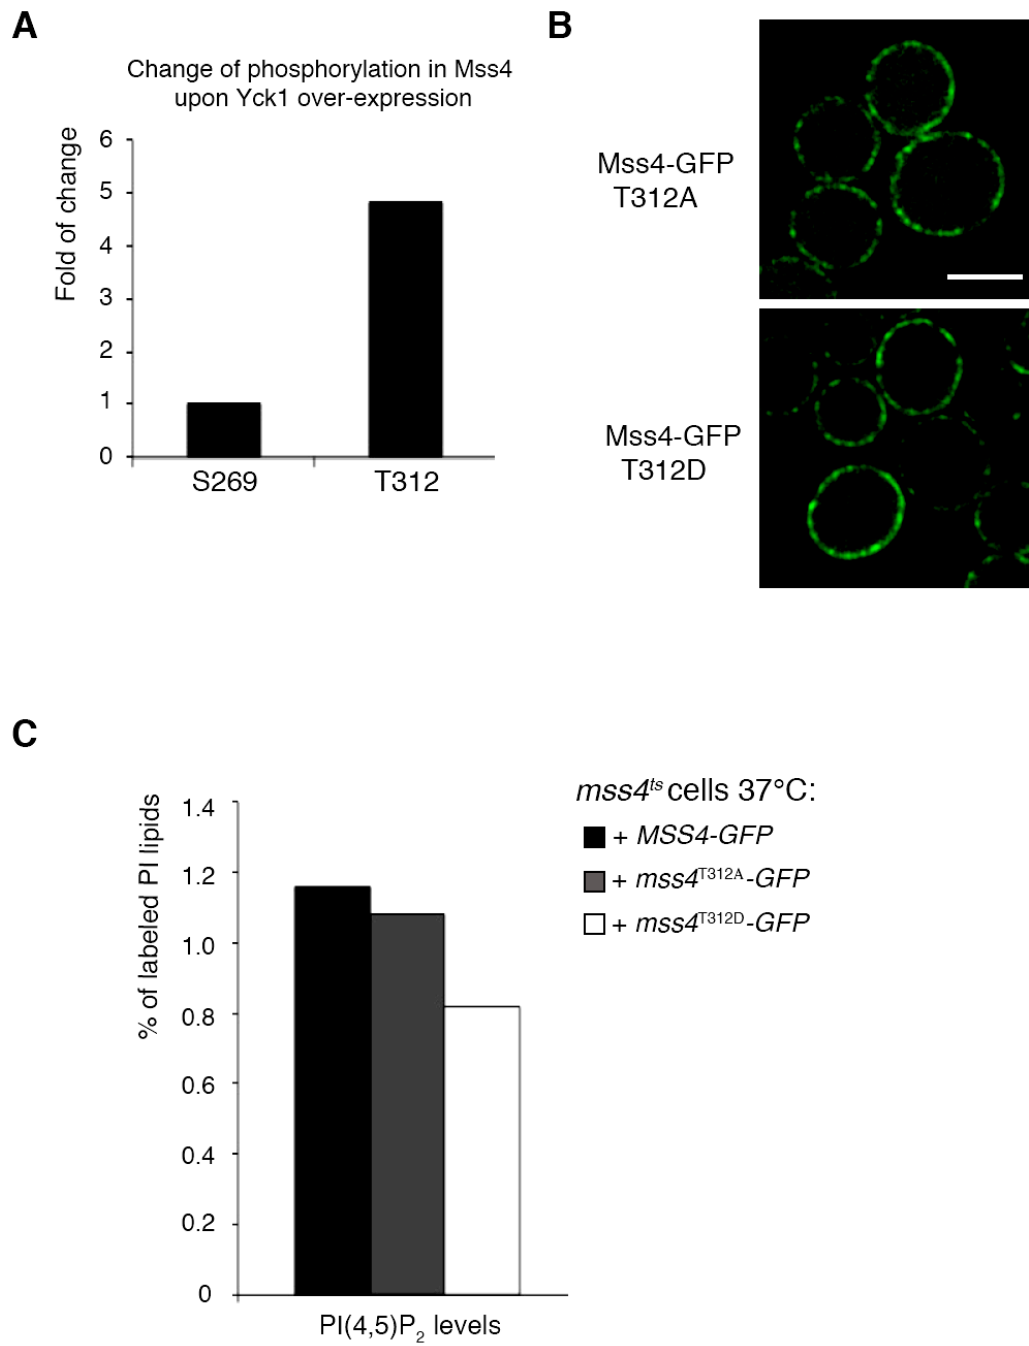 A
Change of phosphorylation in Mss4
upon Yck1 over-expression
Fold of change
6
5
4
3
2
1
0
S269
T312
B
Mss4-GFP
T312A
Mss4-GFP
T312D
C
% of labeled PI lipids
1.4
1.2
1.0
0.8
0.6
0.4
0.2
0
PI(4,5)P2 levels
mss4ts cells 37°C:
+ MSS4-GFP
+ mss4T312A-GFP
+ mss4T312D-GFP